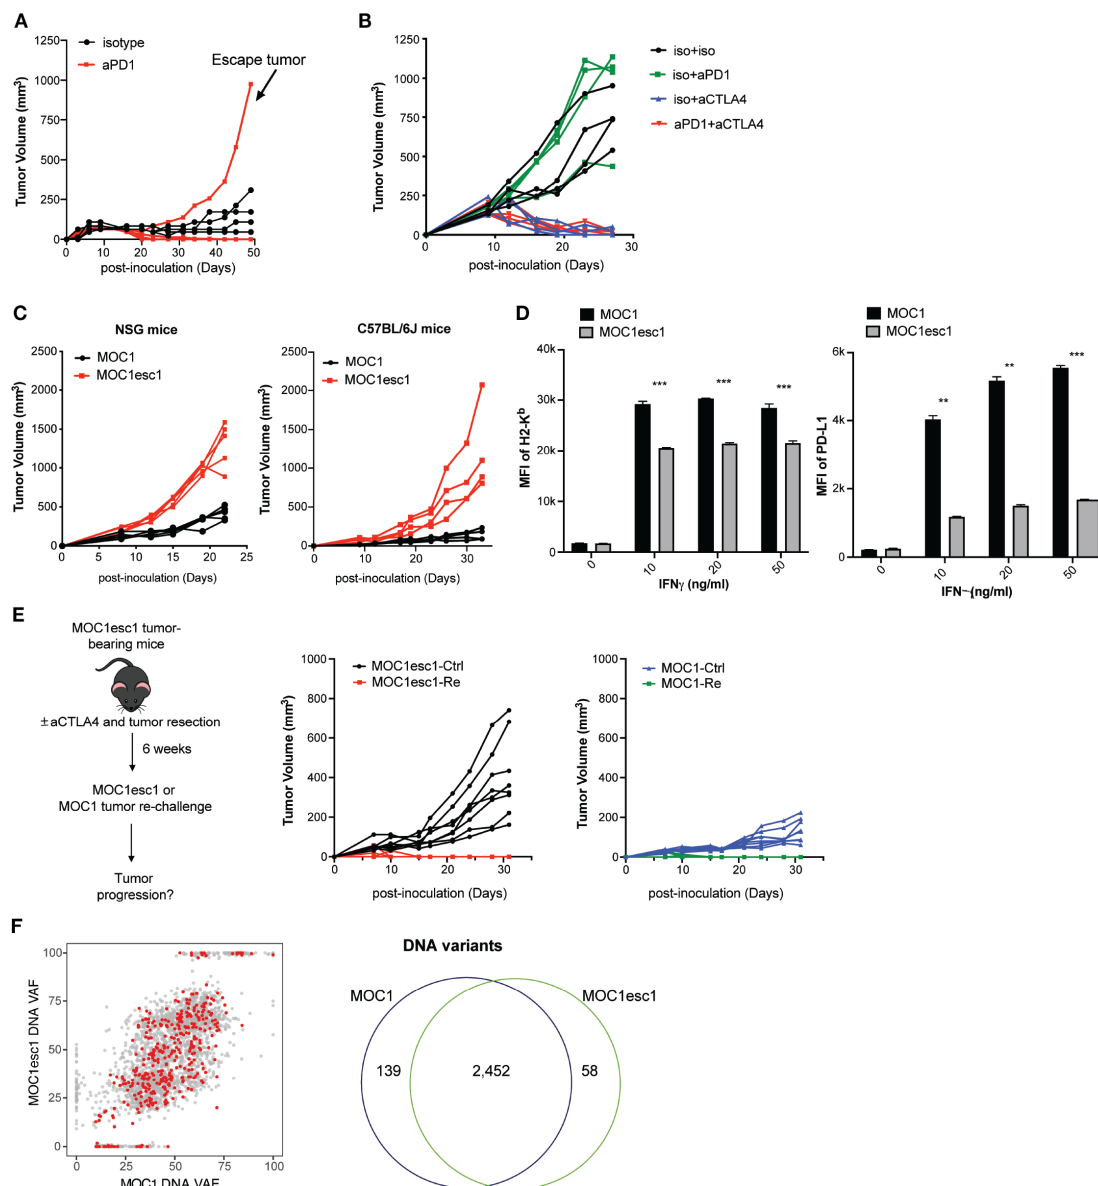 A
1250
1000
750
500
250
0
Tumor Volume (mm3)
isotype
aPD1
Escape tumor
0 10 20 30 40 50
post-inoculation (Days)
B
1250
1000
750
500
250
0
Tumor Volume (mm3)
0 10 20 30
post-inoculation (Days)
iso+iso
iso+aPD1
iso+aCTLA4
aPD1+aCTLA4
C
NSG mice
2500
2000
1500
1000
500
0
Tumor Volume (mm3)
MOC1
MOC1esc1
0 5 10 15 20 25
post-inoculation (Days)
C57BL/6J mice
2500
2000
1500
1000
500
0
Tumor Volume (mm3)
MOC1
MOC1esc1
0 10 20 30
post-inoculation (Days)
D
MOC1
MOC1esc1
40k
30k
20k
10k
0
MFI of H2-Kb
*** *** ***
0 10 20 50
IFNγ (ng/ml)
MOC1
MOC1esc1
6k
4k
2k
0
MFI of PD-L1
** ** ***
0 10 20 50
IFN¬(ng/ml)
E
MOC1esc1 tumor-
bearing mice
±aCTLA4 and tumor resection
6 weeks
MOC1esc1 or
MOC1 tumor re-challenge
Tumor
progression?
1000
800
600
400
200
0
Tumor Volume (mm3)
MOC1esc1-Ctrl
MOC1esc1-Re
0 10 20 30
post-inoculation (Days)
1000
800
600
400
200
0
Tumor Volume (mm3)
MOC1-Ctrl
MOC1-Re
0 10 20 30
post-inoculation (Days)
F
100
75
50
25
0
MOC1esc1 DNA VAF
0 25 50 75 100
MOC1 DNA VAF
DNA variants
MOC1
MOC1esc1
139
2,452
58